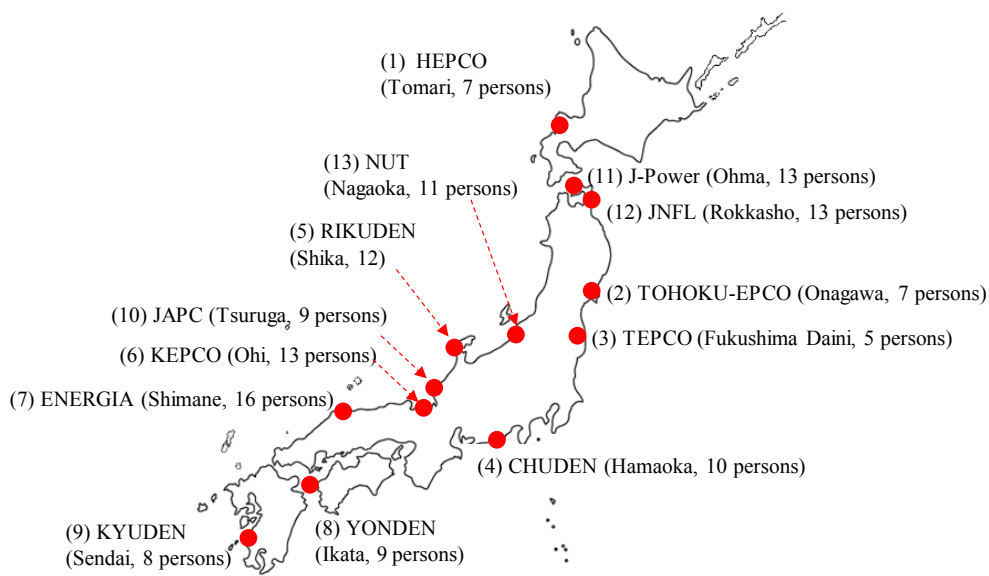 (1) HEPCO
(Tomari, 7 persons)
(13) NUT
(Nagaoka, 11 persons)
(11) J-Power (Ohma, 13 persons)
(12) JNFL (Rokkasho, 13 persons)
(5) RIKUDEN
(Shika, 12)
(2) TOHOKU-EPCO (Onagawa, 7 persons)
(10) JAPC (Tsuruga, 9 persons)
(3) TEPCO (Fukushima Daini, 5 persons)
(6) KEPCO (Ohi, 13 persons)
(7) ENERGIA (Shimane, 16 persons)
(4) CHUDEN (Hamaoka, 10 persons)
(9) KYUDEN
(Sendai, 8 persons)
(8) YONDEN
(Ikata, 9 persons)